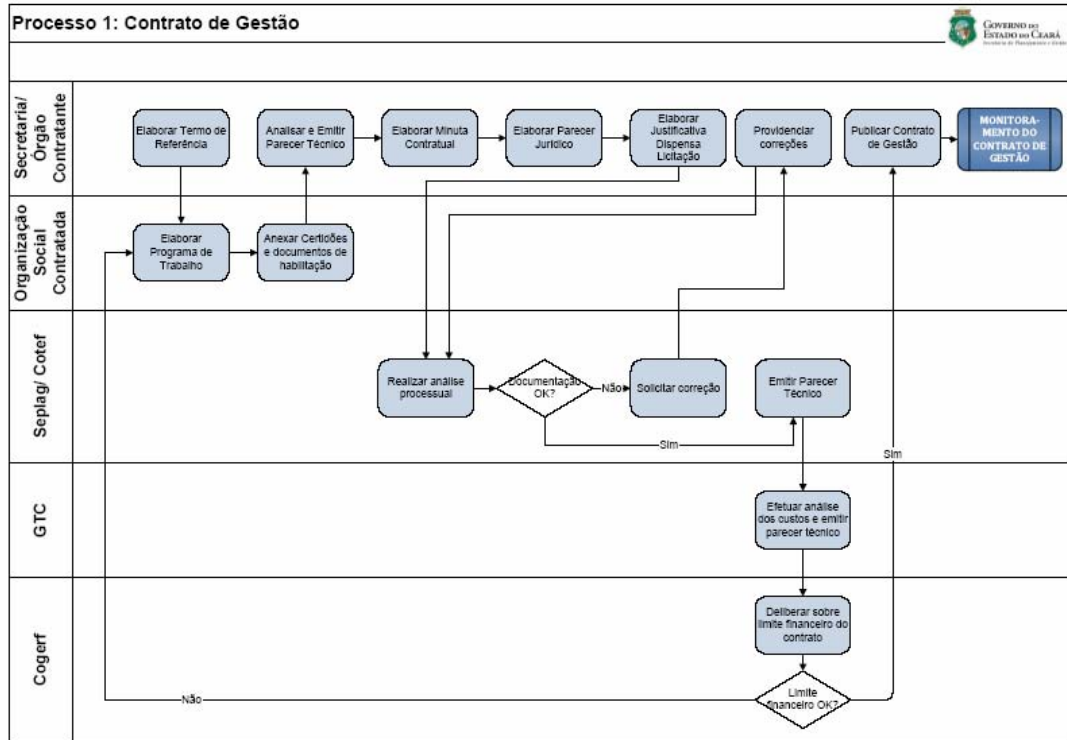 Processo 1: Contrato de Gestão
GOVERNO DO
ESTADO DO CEARÁ
Secretaria do Planejamento e Gestão
Secretaria/
Órgão
Contratante
Elaborar Termo de
Referência
Analisar e Emitir
Parecer Técnico
Elaborar Minuta
Contratual
Elaborar Parecer
Jurídico
Elaborar
Justificativa
Dispensa
Licitação
Providenciar
correções
Publicar Contrato
de Gestão
MONITORA-
MENTO DO
CONTRATO DE
GESTÃO
Organização
Social
Contratada
Elaborar
Programa de
Trabalho
Anexar Certidões
e documentos de
habilitação
Seplag/ Cotef
Realizar análise
processual
Documentação
OK?
Não
Solicitar correção
Emitir Parecer
Técnico
Sim
Sim
GTC
Efetuar análise
dos custos e emitir
parecer técnico
Cogerf
Deliberar sobre
limite financeiro do
contrato
Limite
financeiro OK?
Não